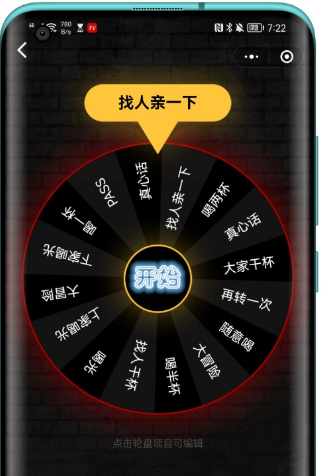 780
B/s
7:22
找人亲一下
真心话
找人亲一下
喝两杯
真心话
大家干杯
再转一次
随意喝
大冒险
喝半杯
找人干杯
喝光
上家喝光
大冒险
下家喝光
喝一杯
PASS
开始
点击轮盘项目可编辑